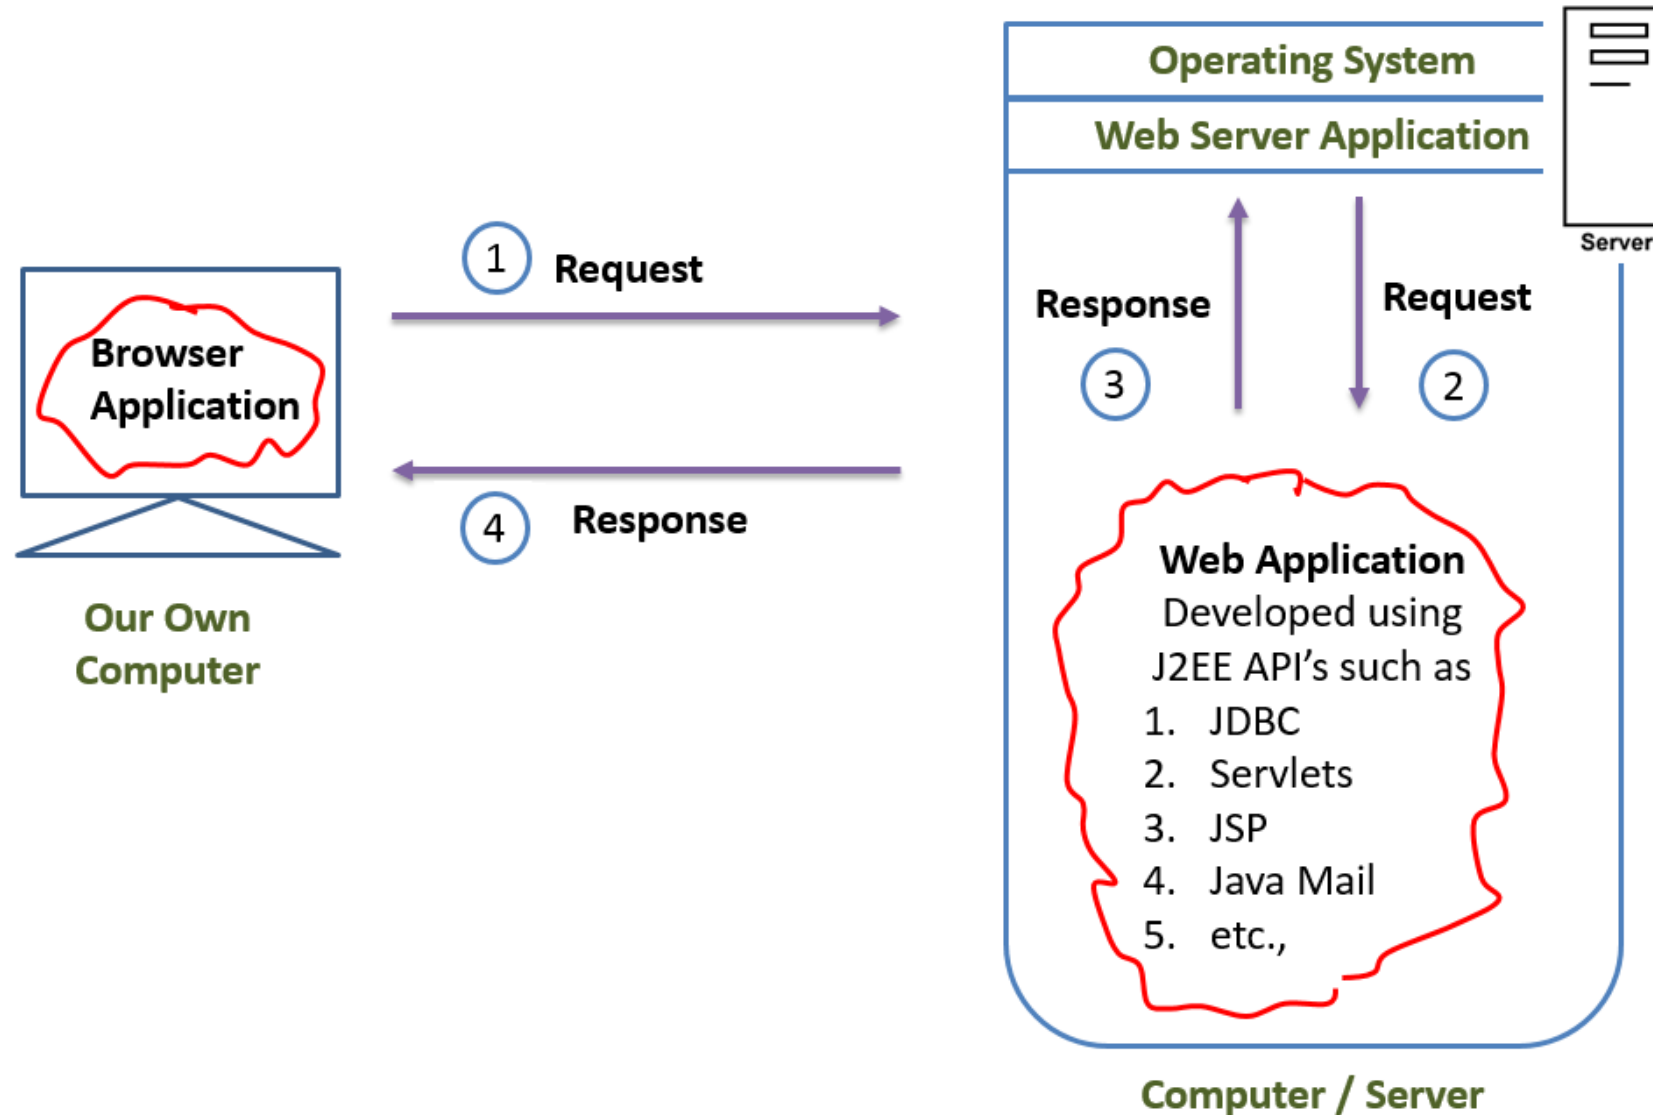 Operating System
Web Server Application
Server
1 Request
Response
3
Request
2
Browser
Application
4 Response
Our Own
Computer
Web Application
Developed using
J2EE API’s such as
1. JDBC
2. Servlets
3. JSP
4. Java Mail
5. etc.,
Computer / Server